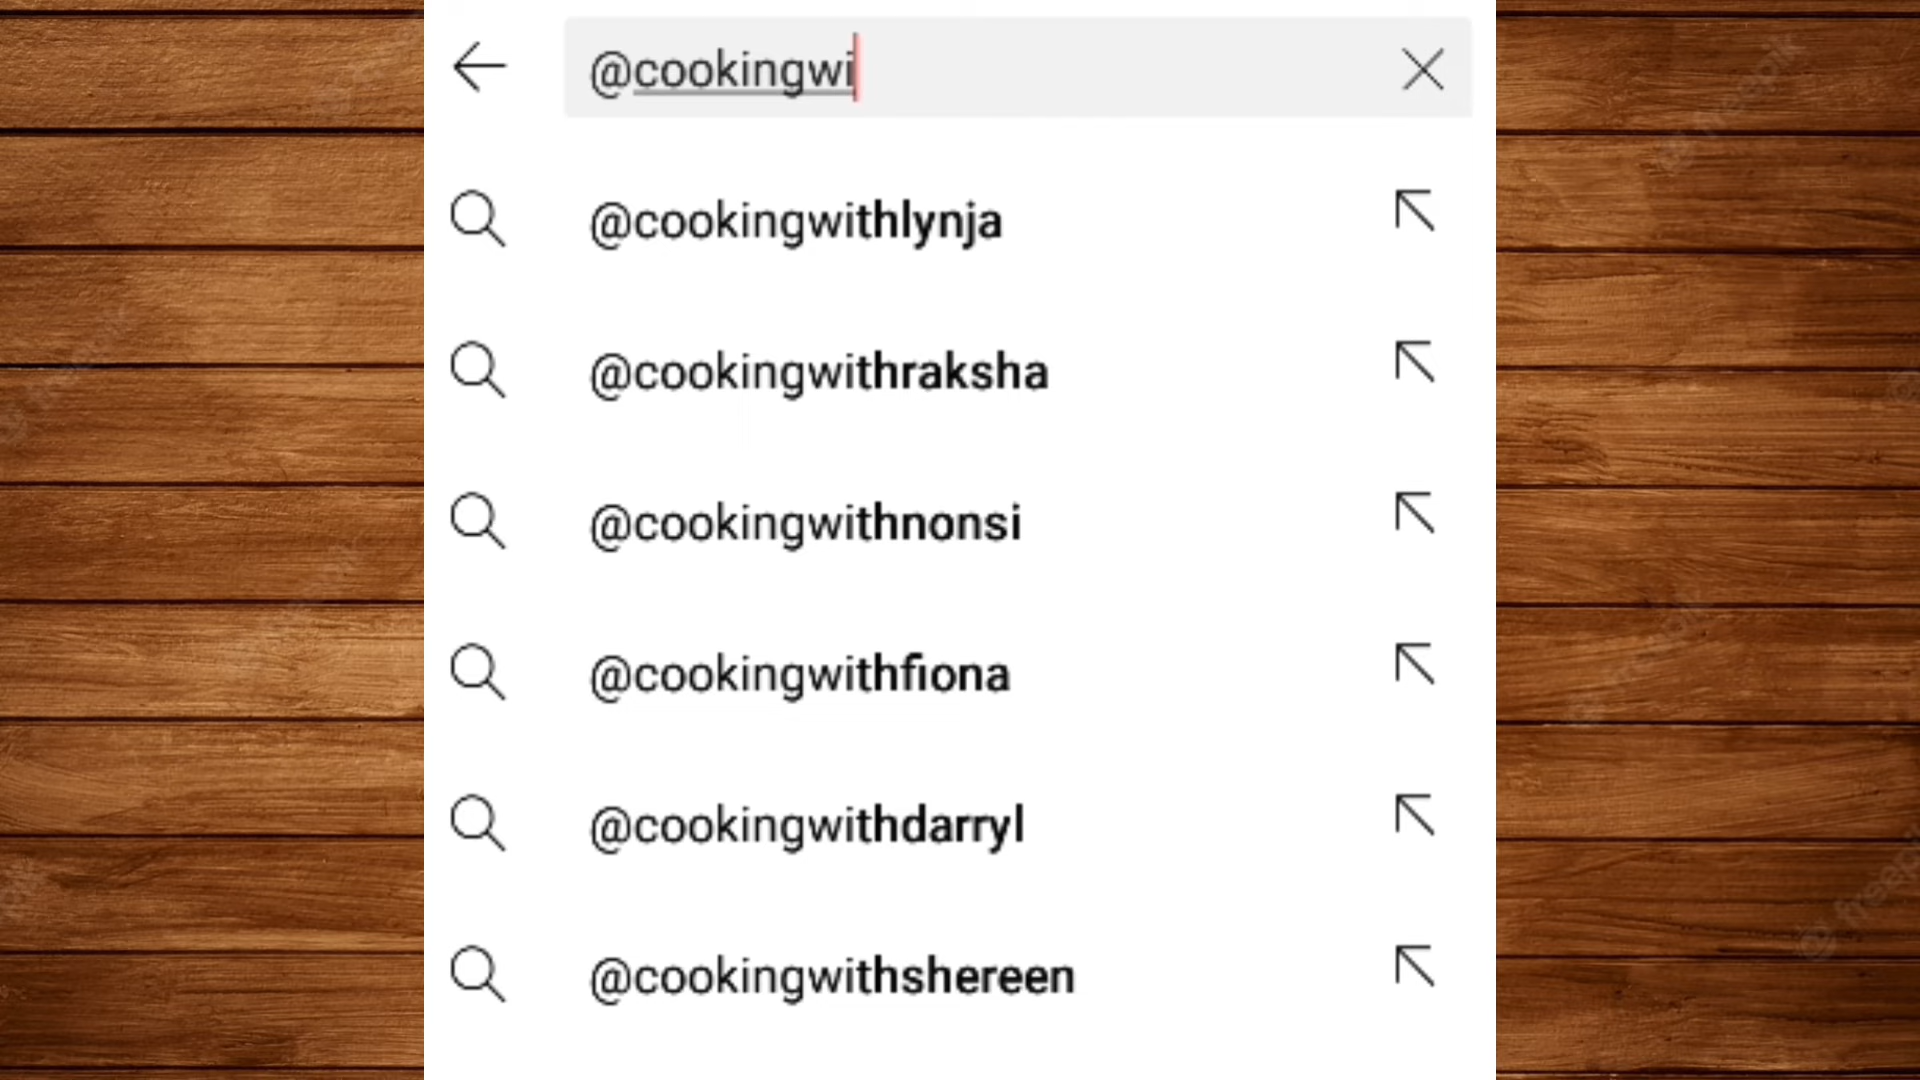 @cookingwi
@cookingwithlynja
@cookingwithraksha
@cookingwithnonsi
@cookingwithfiona
@cookingwithdarryl
@cookingwithshereen